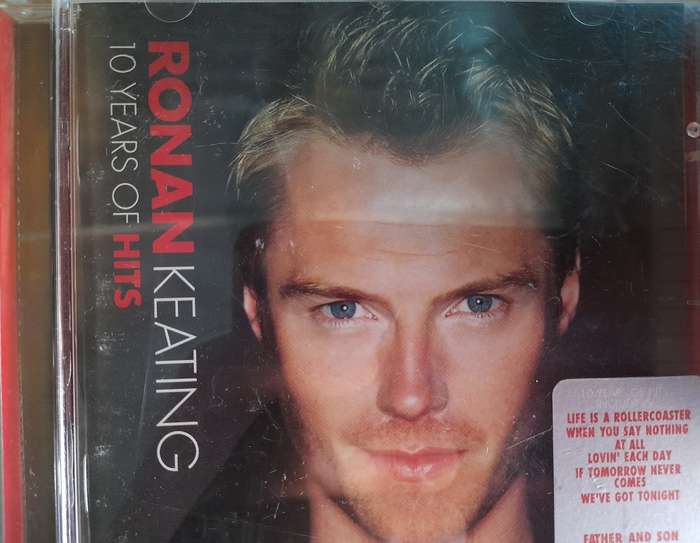 RONAN KEATING
10 YEARS OF HITS
LIFE IS A ROLLERCOASTER
WHEN YOU SAY NOTHING
AT ALL
LOVIN' EACH DAY
IF TOMORROW NEVER
COMES
WE'VE GOT TONIGHT
FATHER AND SON